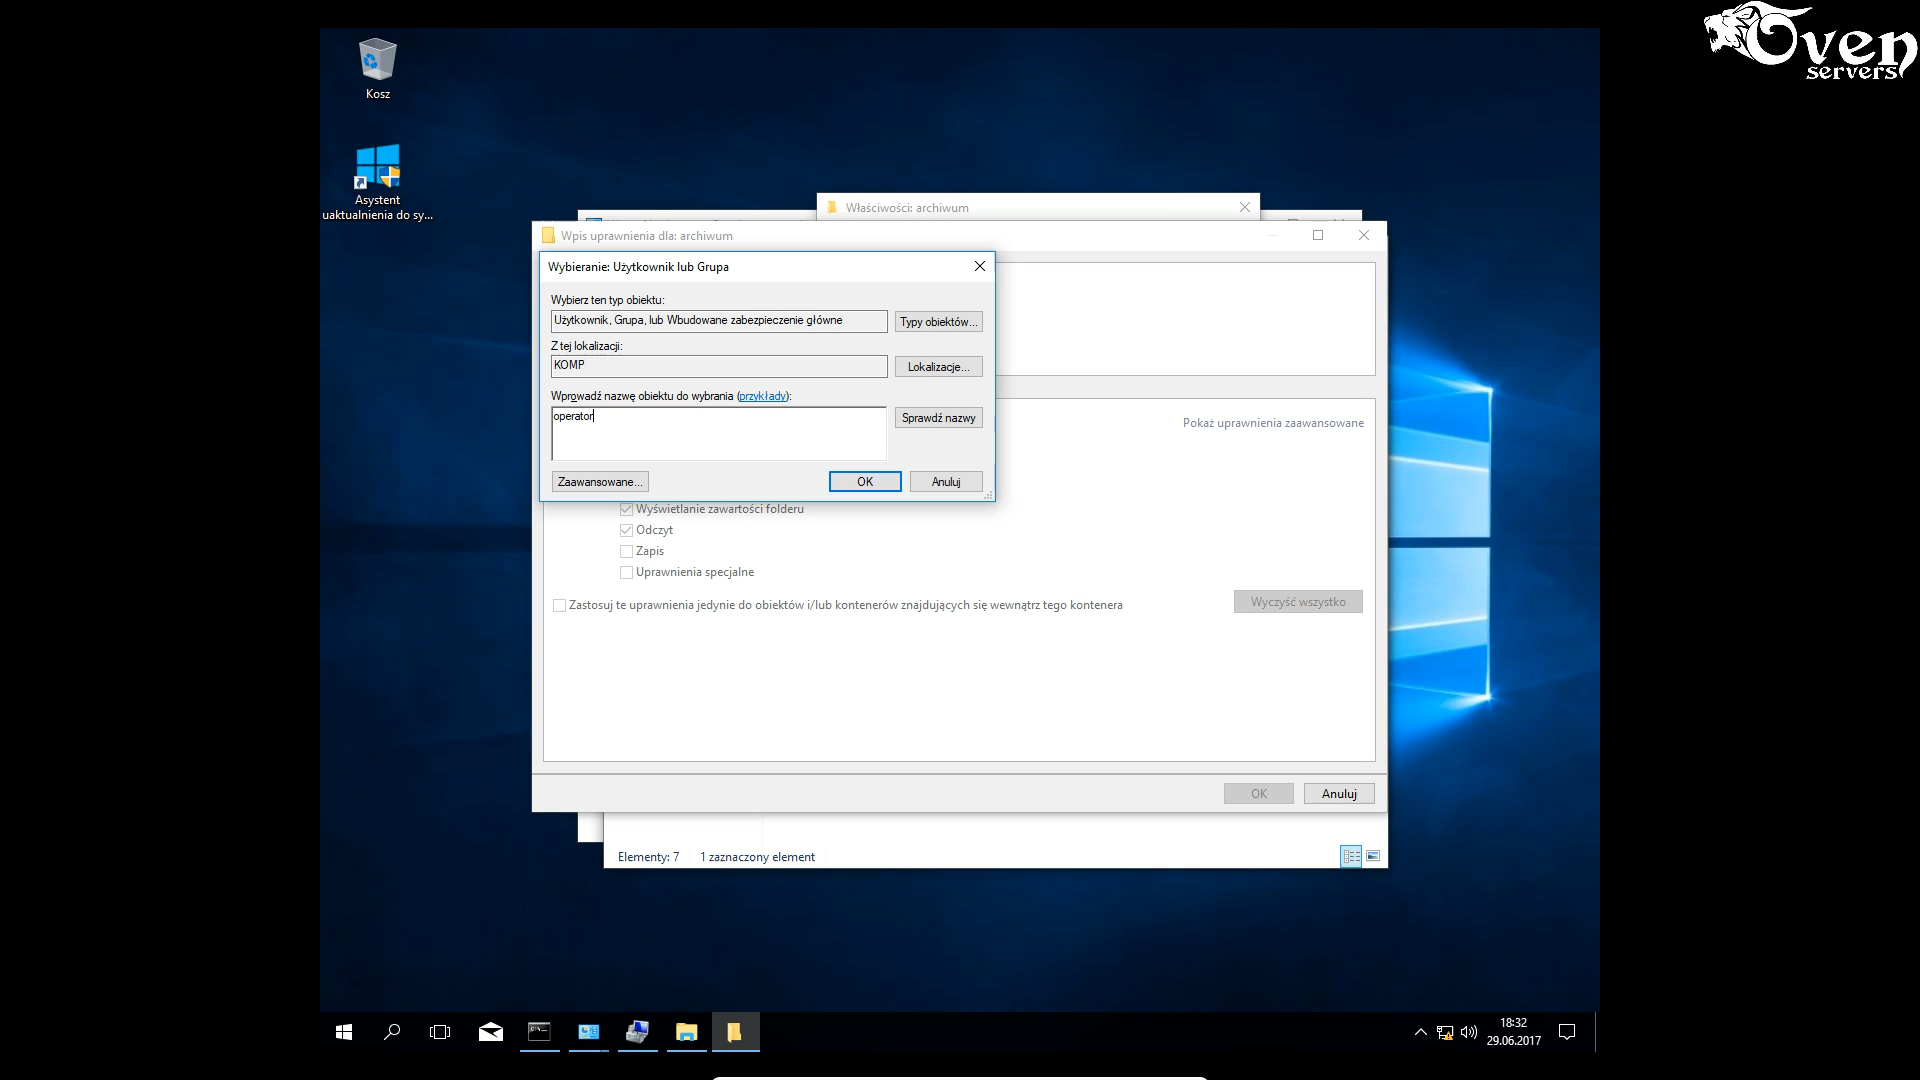 Oven
servers
Kosz
Asystent
uaktualnienia do sy...
Właściwości: archiwum
Wpis uprawnienia dla: archiwum
Wybieranie: Użytkownik lub Grupa
Wybierz ten typ obiektu:
Użytkownik, Grupa, lub Wbudowane zabezpieczenie główne
Typy obiektów...
Z tej lokalizacji:
KOMP
Lokalizacje...
Wprowadź nazwę obiektu do wybrania (przykłady):
operator
Sprawdź nazwy
Zaawansowane...
OK
Anuluj
Pokaż uprawnienia zaawansowane
Wyświetlanie zawartości folderu
Odczyt
Zapis
Uprawnienia specjalne
Zastosuj te uprawnienia jedynie do obiektów i/lub kontenerów znajdujących się wewnątrz tego kontenera
Wyczyść wszystko
OK
Anuluj
Elementy: 7
1 zaznaczony element
18:32
29.06.2017